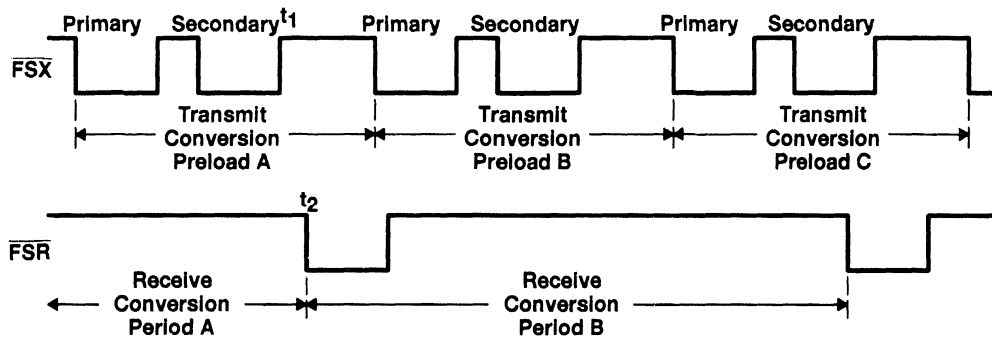 Primary Secondary t1 Primary Secondary Primary Secondary
FSX
Transmit Conversion Preload A
Transmit Conversion Preload B
Transmit Conversion Preload C
t2
FSR
Receive Conversion Period A
Receive Conversion Period B